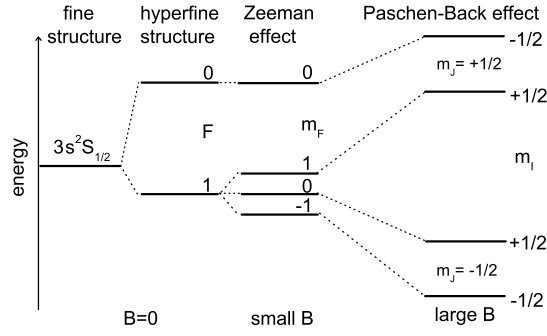 fine structure
hyperfine structure
Zeeman effect
Paschen-Back effect
energy
3s²S₁/₂
0
F
1
0
m_F
1
0
-1
-1/2
m_J= +1/2
+1/2
m_I
+1/2
m_J= -1/2
-1/2
B=0
small B
large B